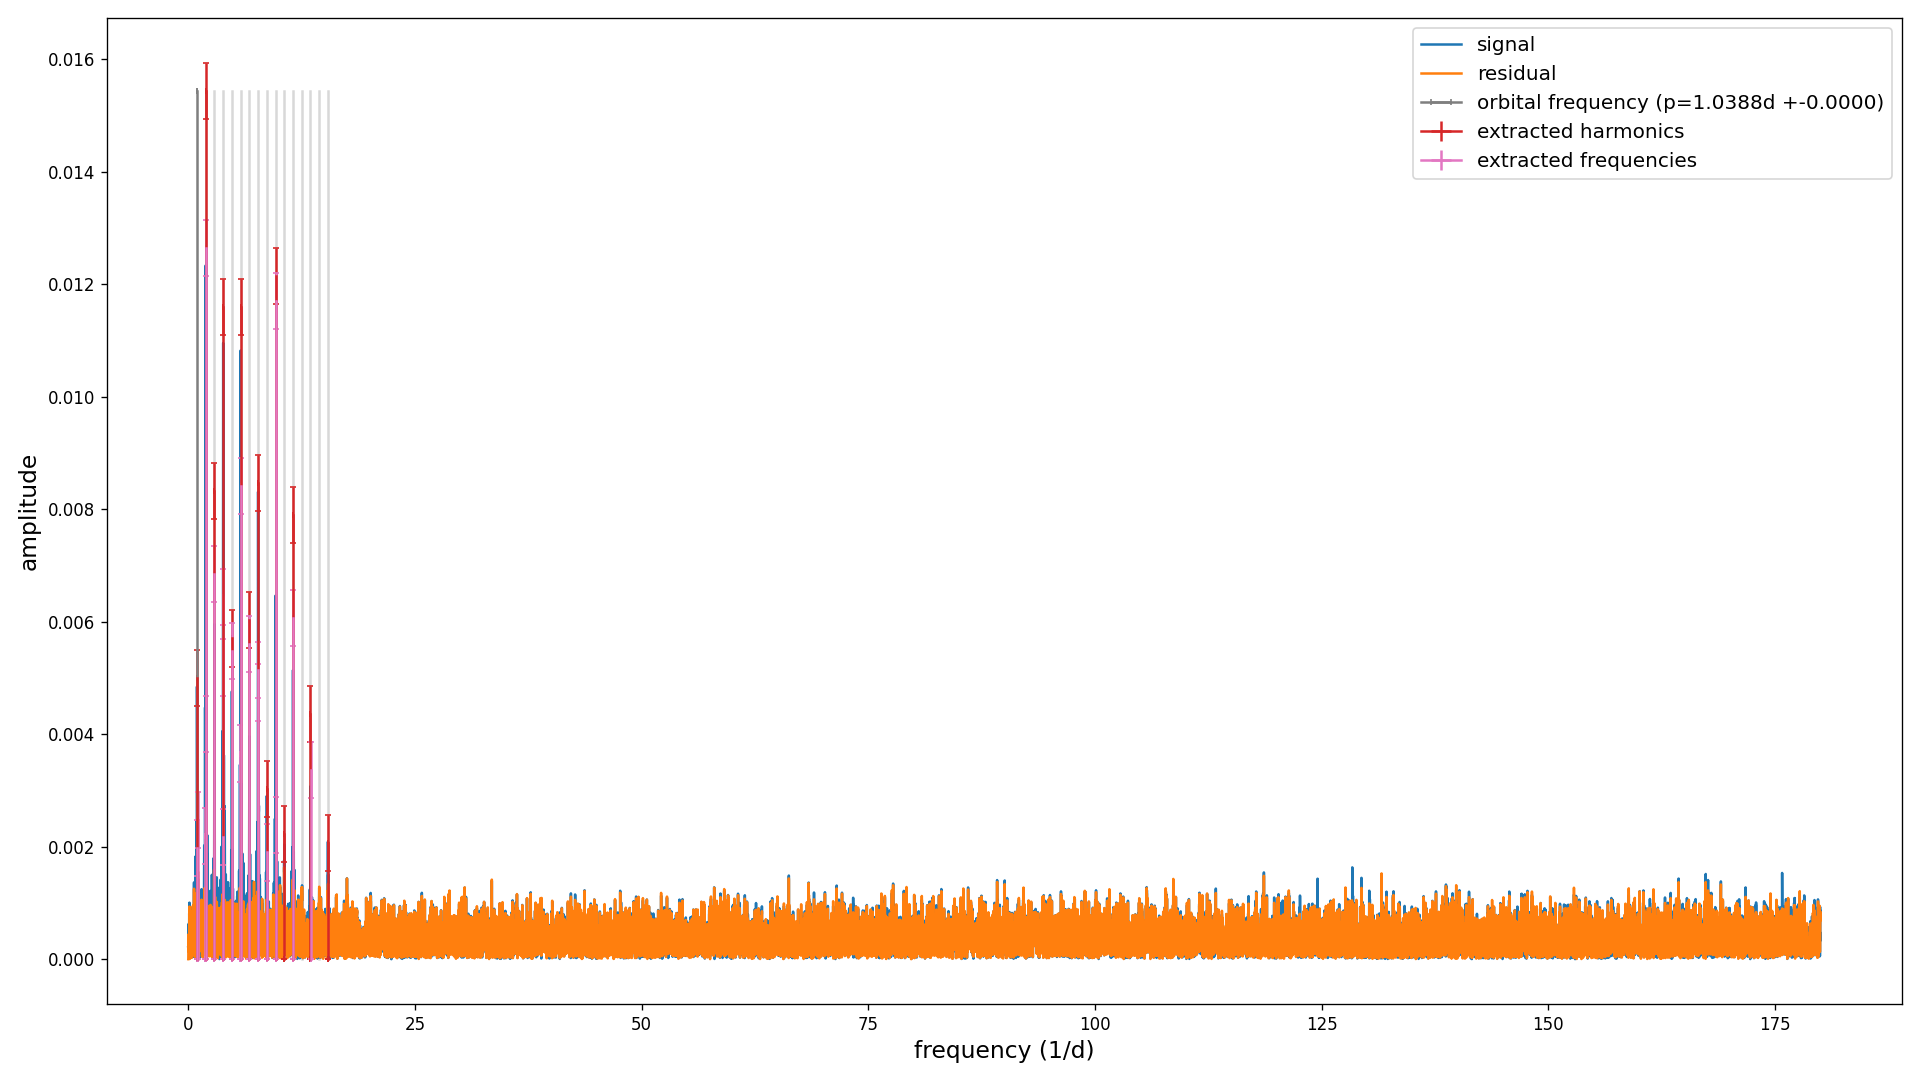 signal
residual
orbital frequency (p=1.0388d +-0.0000)
extracted harmonics
extracted frequencies
0.016
0.014
0.012
0.010
0.008
0.006
0.004
0.002
0.000
amplitude
0 25 50 75 100 125 150 175
frequency (1/d)